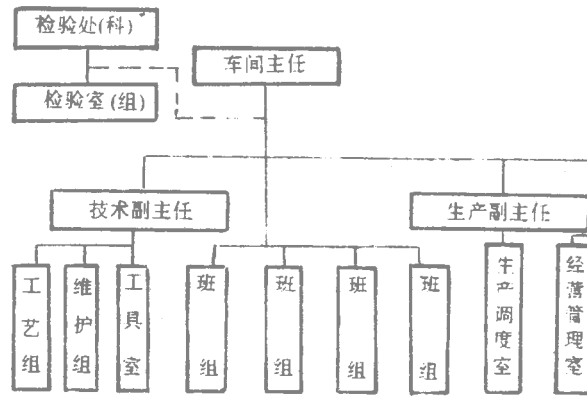 检验处(科)
车间主任
检验室(组)
技术副主任
生产副主任
工艺组
维护组
工具室
班组
班组
班组
班组
生产调度室
经营管理室